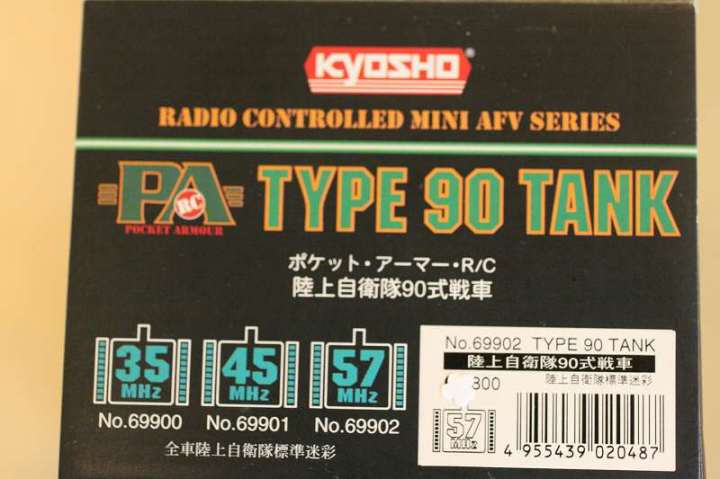 KYOSHO
RADIO CONTROLLED MINI AFV SERIES
PA RC TYPE 90 TANK
POCKET ARMOUR
ポケット・アーマー・R/C
陸上自衛隊90式戦車
35 MHz 45 MHz 57 MHz
No.69900 No.69901 No.69902
全車陸上自衛隊標準迷彩
No.69902 TYPE 90 TANK
陸上自衛隊90式戦車
800 陸上自衛隊標準迷彩
57 MHz
4 955439 020487